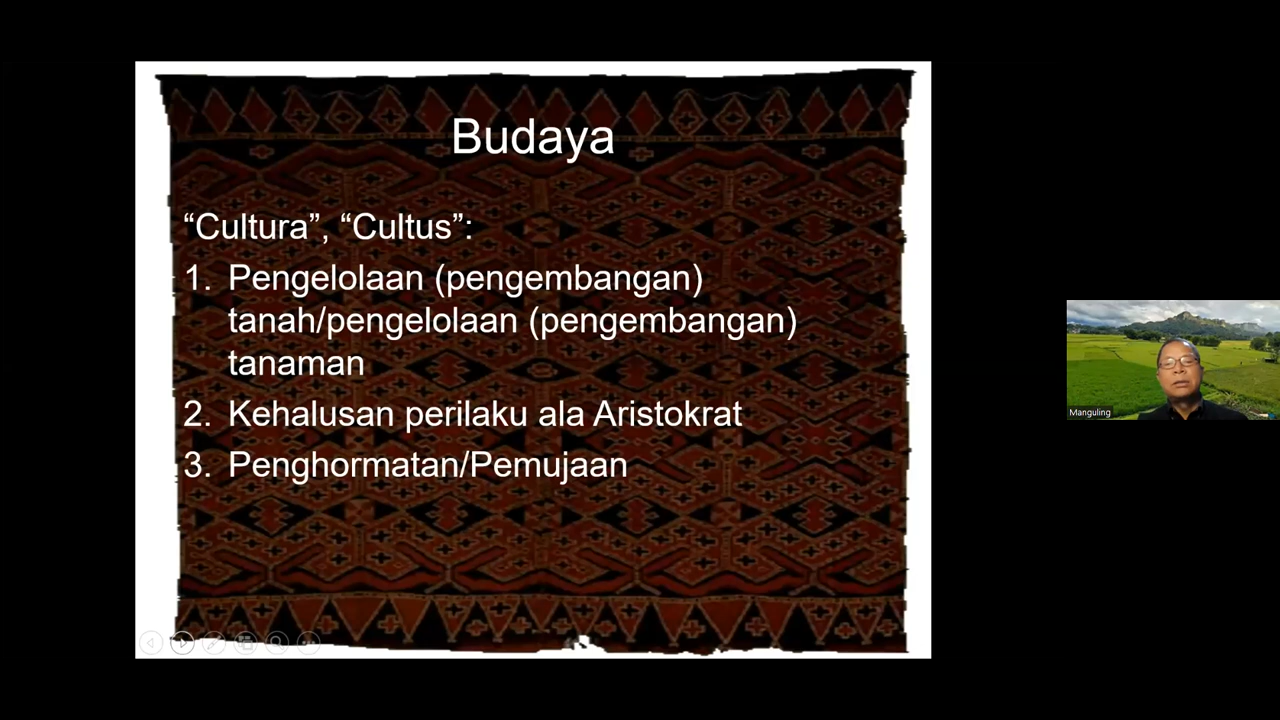 Budaya
“Cultura”, “Cultus”:
1. Pengelolaan (pengembangan)
tanah/pengelolaan (pengembangan)
tanaman
2. Kehalusan perilaku ala Aristokrat
3. Penghormatan/Pemujaan
Manguling